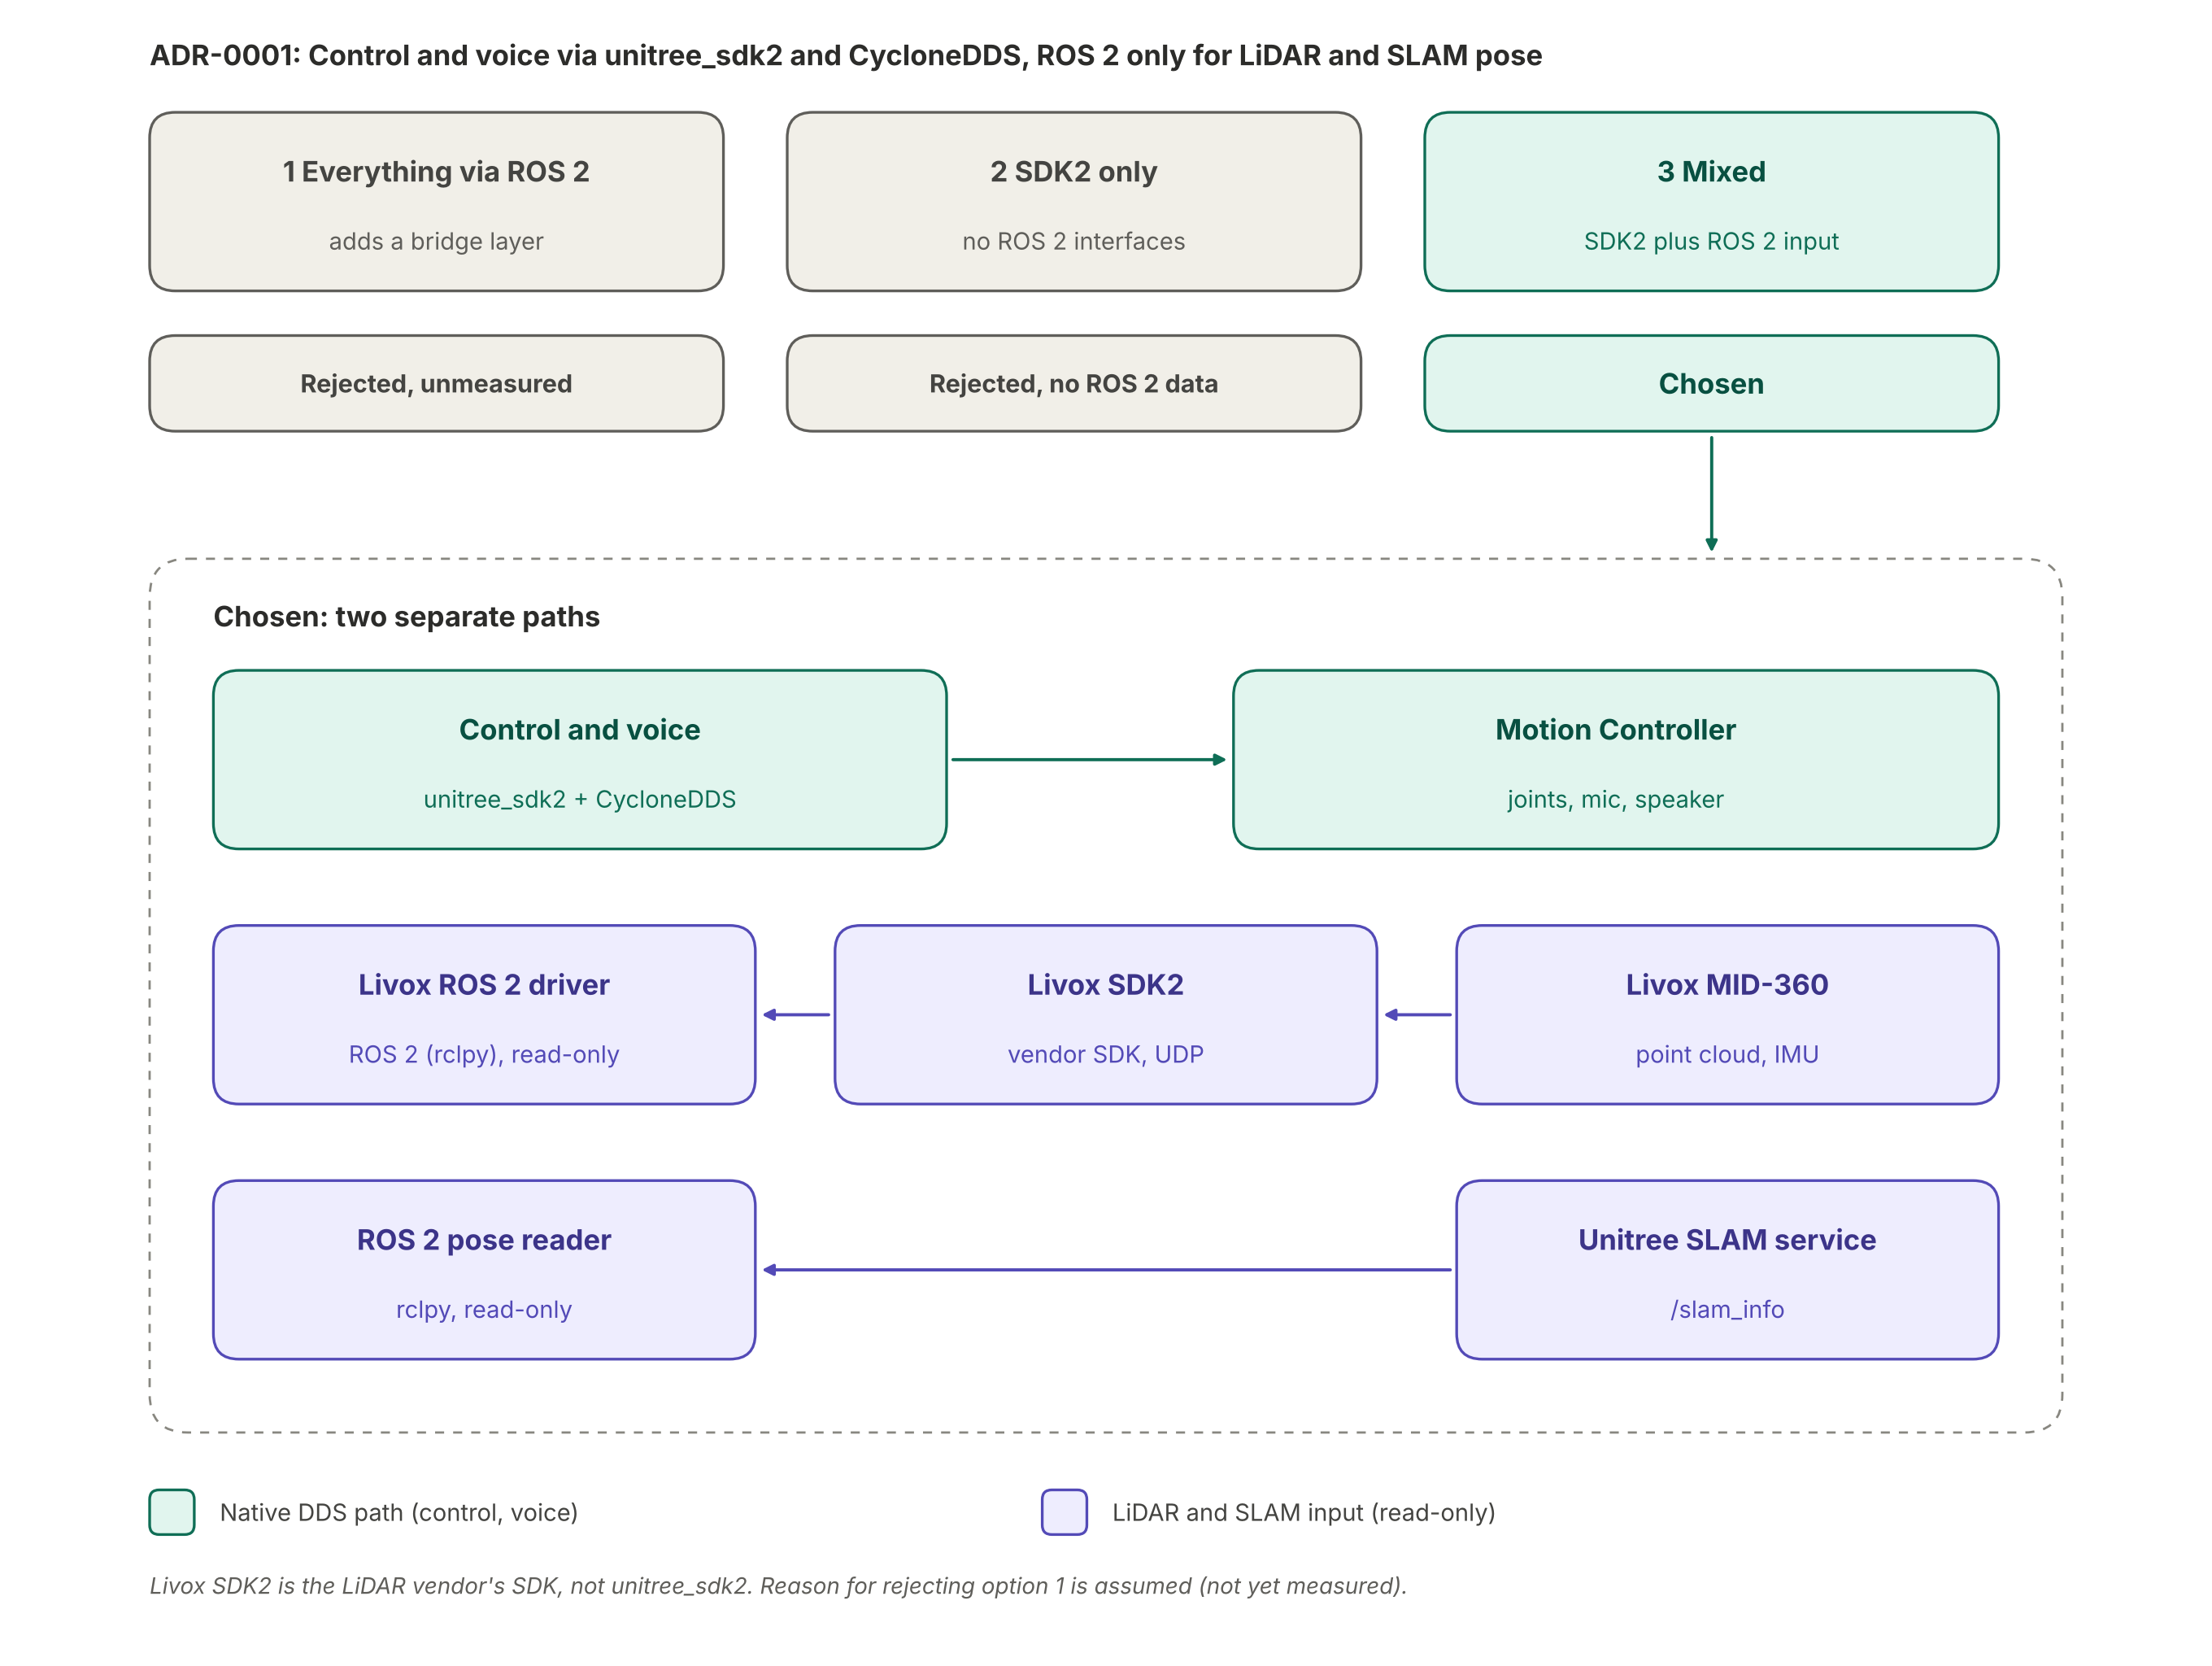 ADR-0001: Control and voice via unitree_sdk2 and CycloneDDS, ROS 2 only for LiDAR and SLAM pose
1 Everything via ROS 2
adds a bridge layer
2 SDK2 only
no ROS 2 interfaces
3 Mixed
SDK2 plus ROS 2 input
Rejected, unmeasured
Rejected, no ROS 2 data
Chosen
Chosen: two separate paths
Control and voice
unitree_sdk2 + CycloneDDS
Motion Controller
joints, mic, speaker
Livox ROS 2 driver
ROS 2 (rclpy), read-only
Livox SDK2
vendor SDK, UDP
Livox MID-360
point cloud, IMU
ROS 2 pose reader
rclpy, read-only
Unitree SLAM service
/slam_info
Native DDS path (control, voice)
LiDAR and SLAM input (read-only)
Livox SDK2 is the LiDAR vendor's SDK, not unitree_sdk2. Reason for rejecting option 1 is assumed (not yet measured).